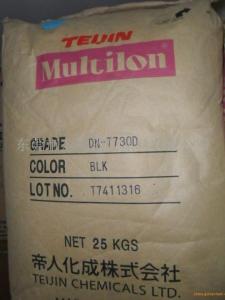 TEIJIN
Multilon
GRADE DN-7730D
COLOR BLK
LOT NO. T7411316
NET 25 KGS
帝人化成株式会社
TEIJIN CHEMICALS LTD.